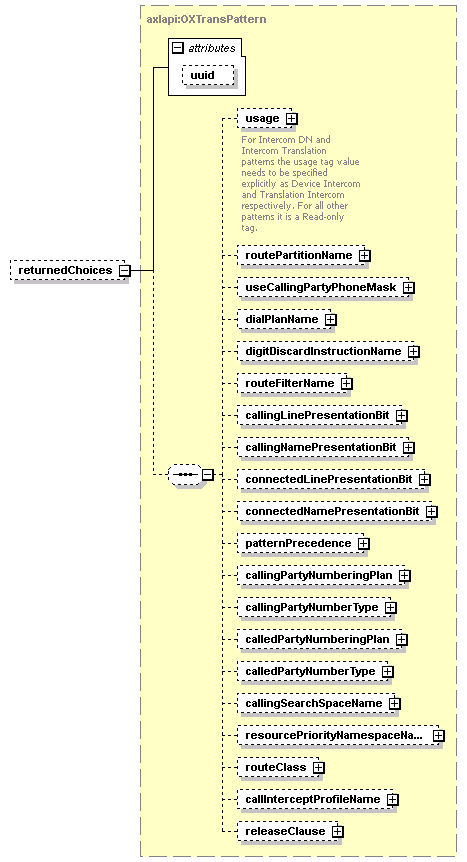 axlapi:OXTransPattern
attributes
uuid
usage
For Intercom DN and
Intercom Translation
patterns the usage tag value
needs to be specified
explicitly as Device Intercom
and Translation Intercom
respectively. For all other
patterns it is a Read-only
tag.
routePartitionName
returnedChoices
useCallingPartyPhoneMask
dialPlanName
digitDiscardInstructionName
routeFilterName
callingLinePresentationBit
callingNamePresentationBit
connectedLinePresentationBit
connectedNamePresentationBit
patternPrecedence
callingPartyNumberingPlan
callingPartyNumberType
calledPartyNumberingPlan
calledPartyNumberType
callingSearchSpaceName
resourcePriorityNamespaceNa...
routeClass
callInterceptProfileName
releaseClause